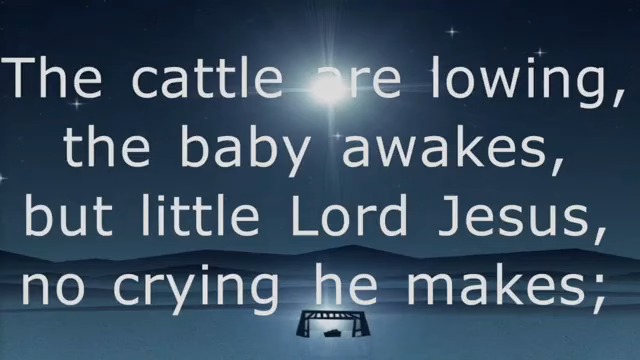 The cattle are lowing,
the baby awakes,
but little Lord Jesus,
no crying he makes;